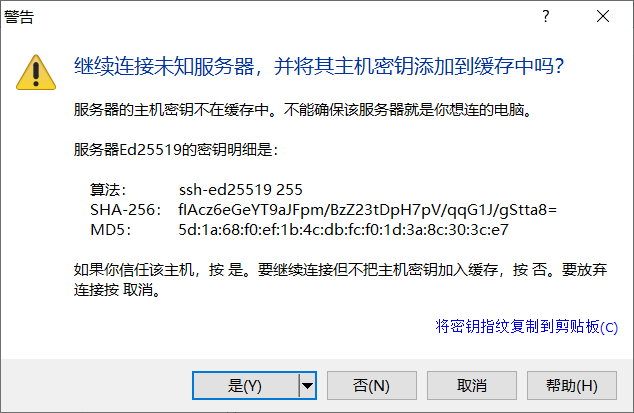 警告
继续连接未知服务器，并将其主机密钥添加到缓存中吗?
服务器的主机密钥不在缓存中。不能确保该服务器就是你想连的电脑。
服务器Ed25519的密钥明细是：
算法： ssh-ed25519 255
SHA-256： fIAcz6eGeYT9aJFpm/BzZ23tDpH7pV/qqG1J/gStta8=
MD5： 5d:1a:68:f0:ef:1b:4c:db:fc:f0:1d:3a:8c:30:3c:e7
如果你信任该主机，按 是。要继续连接但不把主机密钥加入缓存，按 否。要放弃
连接按 取消。
将密钥指纹复制到剪贴板(C)
是(Y) 否(N) 取消 帮助(H)